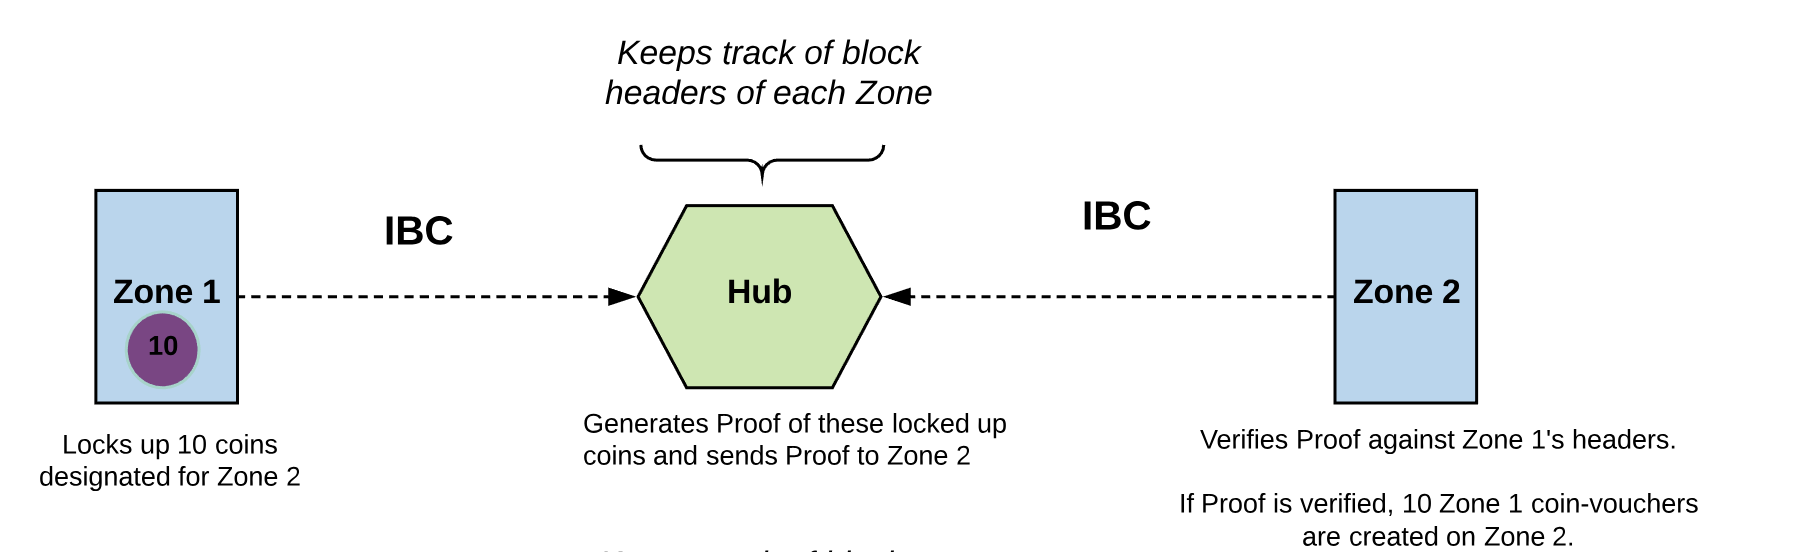 Keeps track of block
headers of each Zone
IBC
IBC
Zone 1
10
Hub
Zone 2
Locks up 10 coins
designated for Zone 2
Generates Proof of these locked up
coins and sends Proof to Zone 2
Verifies Proof against Zone 1's headers.
If Proof is verified, 10 Zone 1 coin-vouchers
are created on Zone 2.